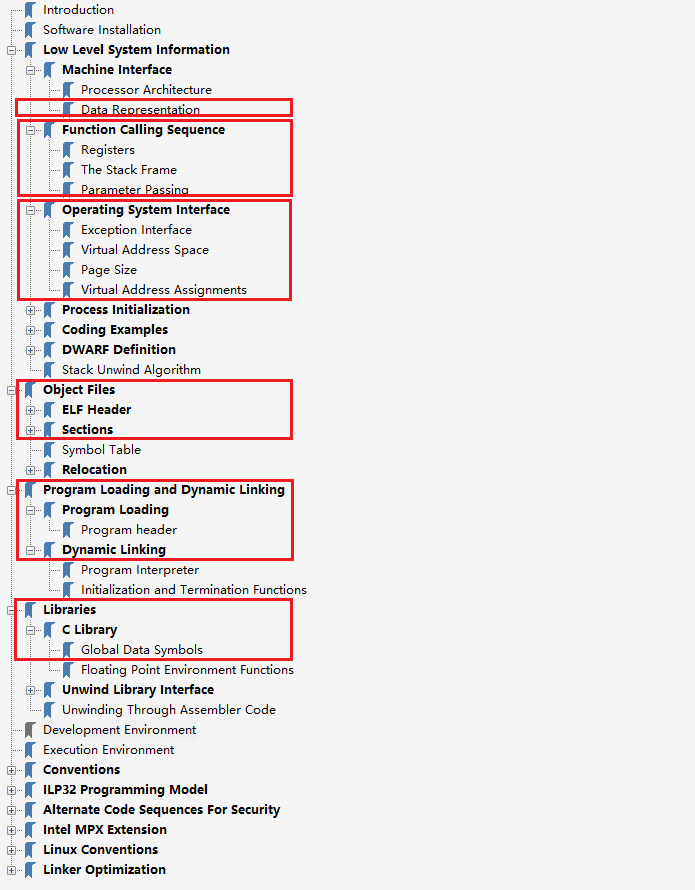 Introduction
Software Installation
Low Level System Information
Machine Interface
Processor Architecture
Data Representation
Function Calling Sequence
Registers
The Stack Frame
Parameter Passing
Operating System Interface
Exception Interface
Virtual Address Space
Page Size
Virtual Address Assignments
Process Initialization
Coding Examples
DWARF Definition
Stack Unwind Algorithm
Object Files
ELF Header
Sections
Symbol Table
Relocation
Program Loading and Dynamic Linking
Program Loading
Program header
Dynamic Linking
Program Interpreter
Initialization and Termination Functions
Libraries
C Library
Global Data Symbols
Floating Point Environment Functions
Unwind Library Interface
Unwinding Through Assembler Code
Development Environment
Execution Environment
Conventions
ILP32 Programming Model
Alternate Code Sequences For Security
Intel MPX Extension
Linux Conventions
Linker Optimization